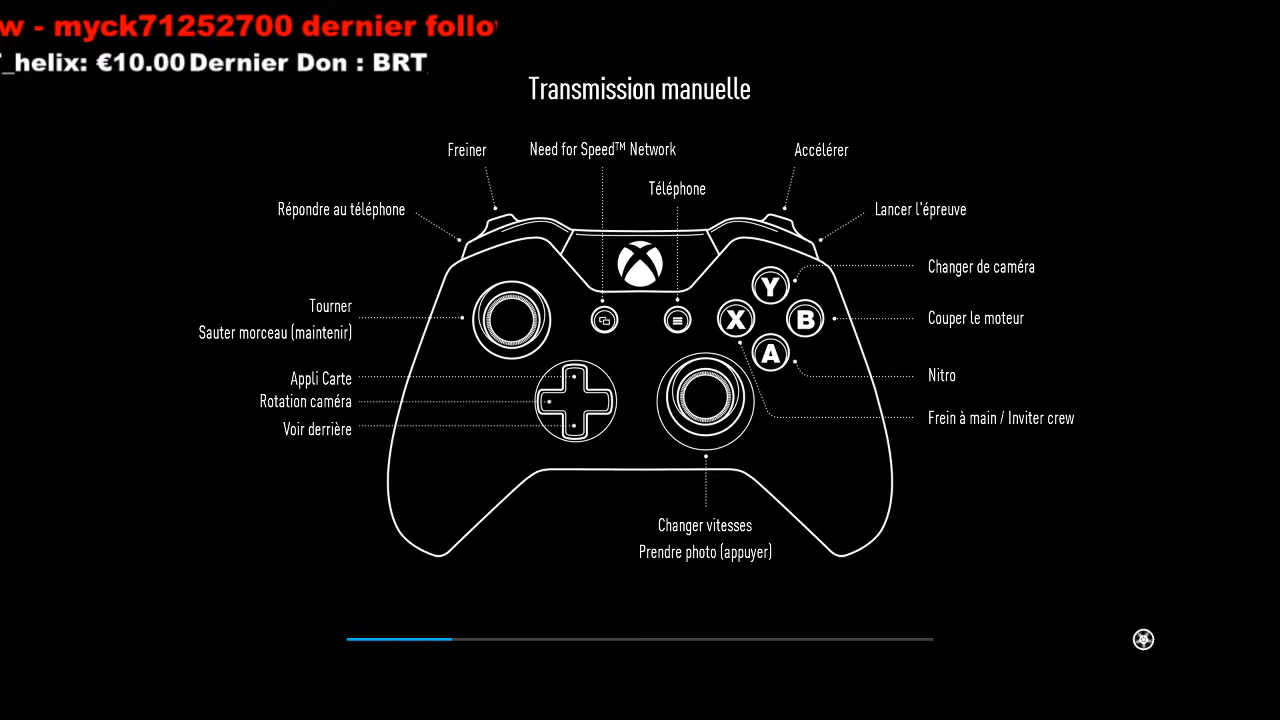 w - myck71252700 dernier follo
_helix: €10.00 Dernier Don : BRT
Transmission manuelle
Freiner
Need for Speed™ Network
Accélérer
Téléphone
Répondre au téléphone
Lancer l'épreuve
Changer de caméra
Y
Tourner
X
B
Couper le moteur
Sauter morceau (maintenir)
A
Appli Carte
Nitro
Rotation caméra
Frein à main / Inviter crew
Voir derrière
Changer vitesses
Prendre photo (appuyer)